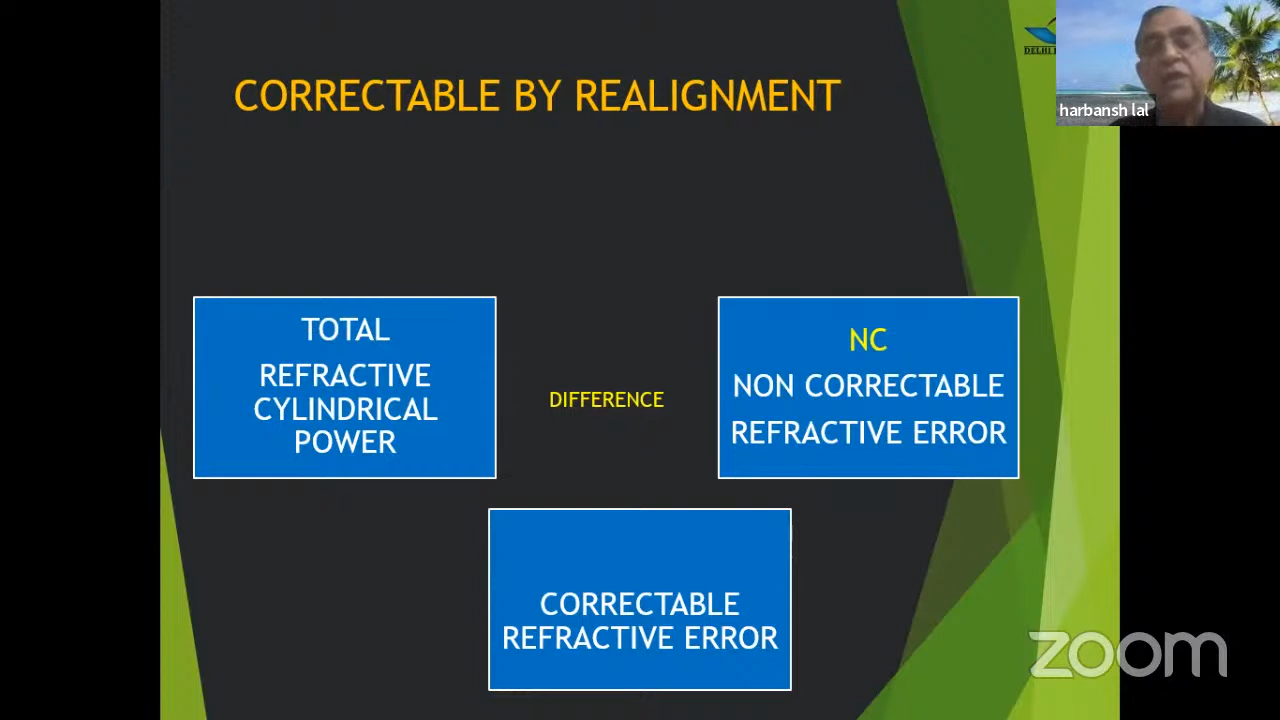 CORRECTABLE BY REALIGNMENT
DELHI
harbansh lal
TOTAL
REFRACTIVE
CYLINDRICAL
POWER
DIFFERENCE
NC
NON CORRECTABLE
REFRACTIVE ERROR
CORRECTABLE
REFRACTIVE ERROR
zoom